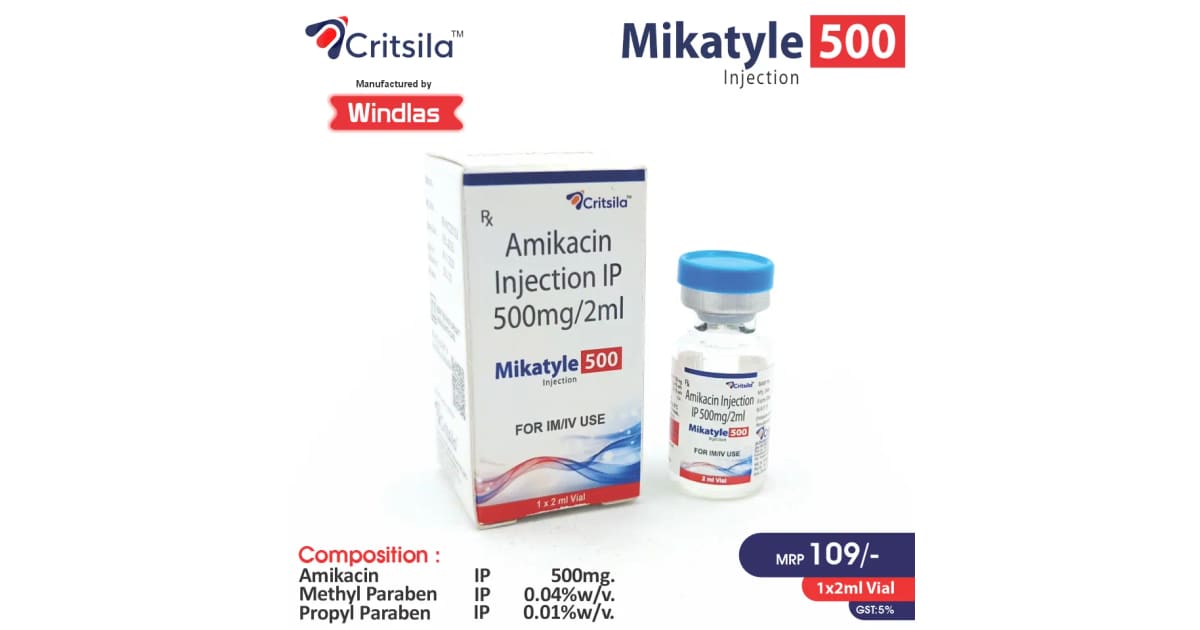 Critsila™
Manufactured by
Windlas
Mikatyle 500
Injection
Critsila™
Rx
Amikacin
Injection IP
500mg/2ml
Mikatyle 500
Injection
FOR IM/IV USE
1 x 2 ml Vial
Rx
Critsila
Amikacin Injection
IP 500mg/2ml
Mikatyle 500
Injection
FOR IM/IV USE
2 ml Vial
Composition :
Amikacin IP 500mg.
Methyl Paraben IP 0.04%w/v.
Propyl Paraben IP 0.01%w/v.
MRP 109/-
1x2ml Vial
GST:5%